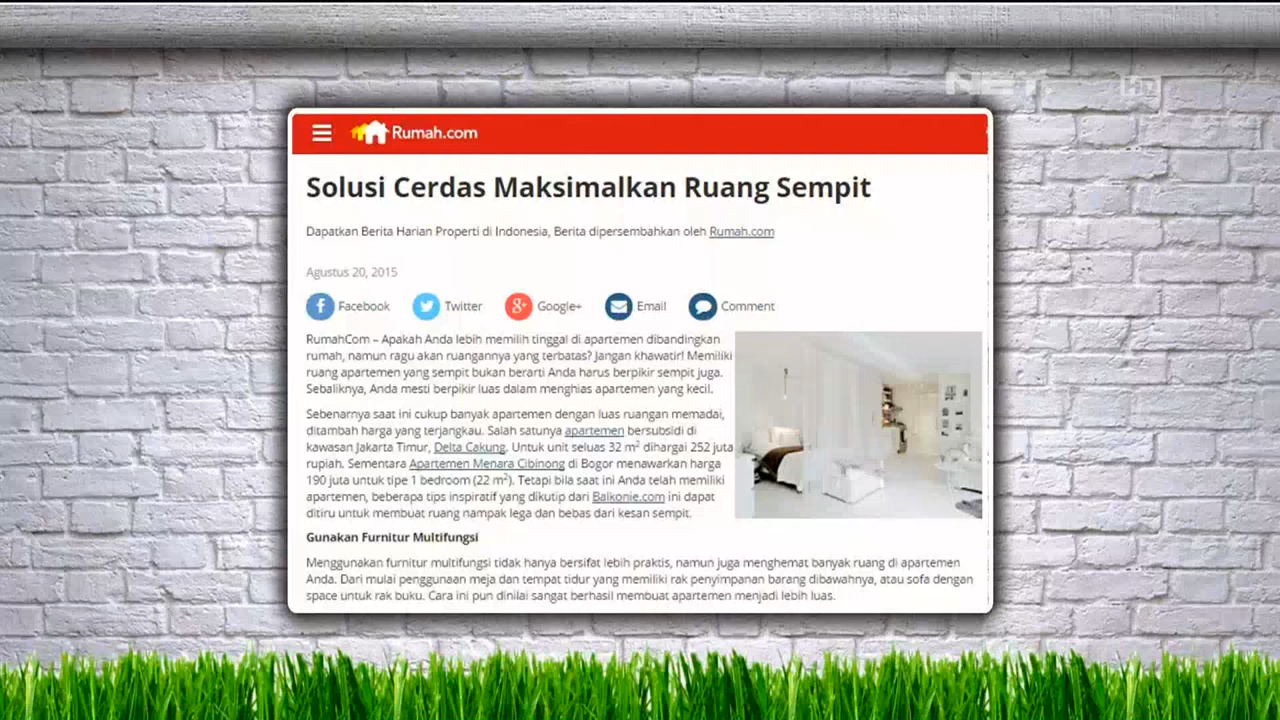 NET. HD
Rumah.com
Solusi Cerdas Maksimalkan Ruang Sempit
Dapatkan Berita Harian Properti di Indonesia, Berita dipersembahkan oleh Rumah.com
Agustus 20, 2015
Facebook Twitter Google+ Email Comment
RumahCom – Apakah Anda lebih memilih tinggal di apartemen dibandingkan
rumah, namun ragu akan ruangannya yang terbatas? Jangan khawatir! Memiliki
ruang apartemen yang sempit bukan berarti Anda harus berpikir sempit juga.
Sebaliknya, Anda mesti berpikir luas dalam menghias apartemen yang kecil.
Sebenarnya saat ini cukup banyak apartemen dengan luas ruangan memadai,
ditambah harga yang terjangkau. Salah satunya apartemen bersubsidi di
kawasan Jakarta Timur, Delta Cakung. Untuk unit seluas 32 m² dihargai 252 juta
rupiah. Sementara Apartemen Menara Cibinong di Bogor menawarkan harga
190 juta untuk tipe 1 bedroom (22 m²). Tetapi bila saat ini Anda telah memiliki
apartemen, beberapa tips inspiratif yang dikutip dari Balkonie.com ini dapat
ditiru untuk membuat ruang nampak lega dan bebas dari kesan sempit.
Gunakan Furnitur Multifungsi
Menggunakan furnitur multifungsi tidak hanya bersifat lebih praktis, namun juga menghemat banyak ruang di apartemen
Anda. Dari mulai penggunaan meja dan tempat tidur yang memiliki rak penyimpanan barang dibawahnya, atau sofa dengan
space untuk rak buku. Cara ini pun dinilai sangat berhasil membuat apartemen menjadi lebih luas.